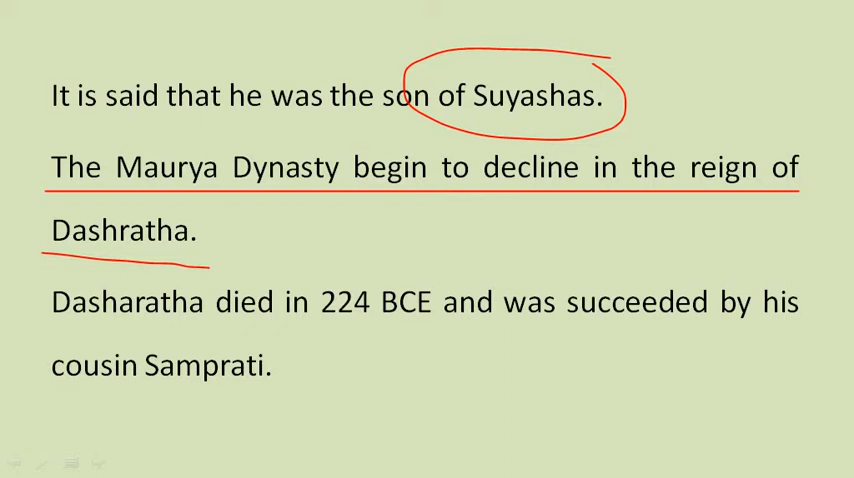 It is said that he was the son of Suyashas.
The Maurya Dynasty begin to decline in the reign of
Dashratha.
Dasharatha died in 224 BCE and was succeeded by his
cousin Samprati.